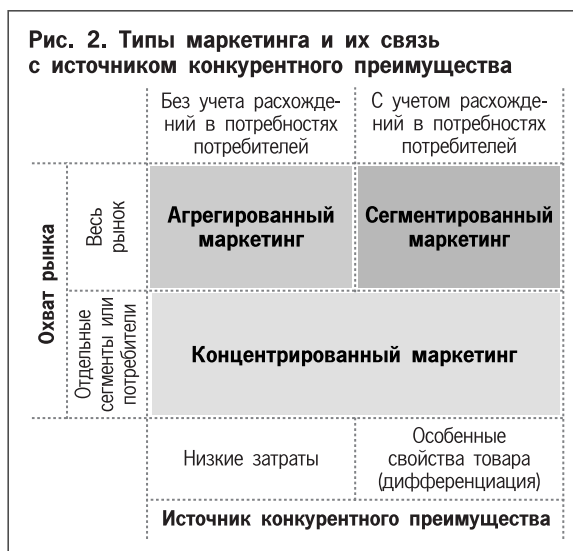 Рис. 2. Типы маркетинга и их связь
с источником конкурентного преимущества
Без учета расхожде-
ний в потребностях
потребителей
С учетом расхожде-
ний в потребностях
потребителей
Охват рынка
Весь
рынок
Агрегированный
маркетинг
Сегментированный
маркетинг
Отдельные
сегменты или
потребители
Концентрированный маркетинг
Низкие затраты
Особенные
свойства товара
(дифференциация)
Источник конкурентного преимущества